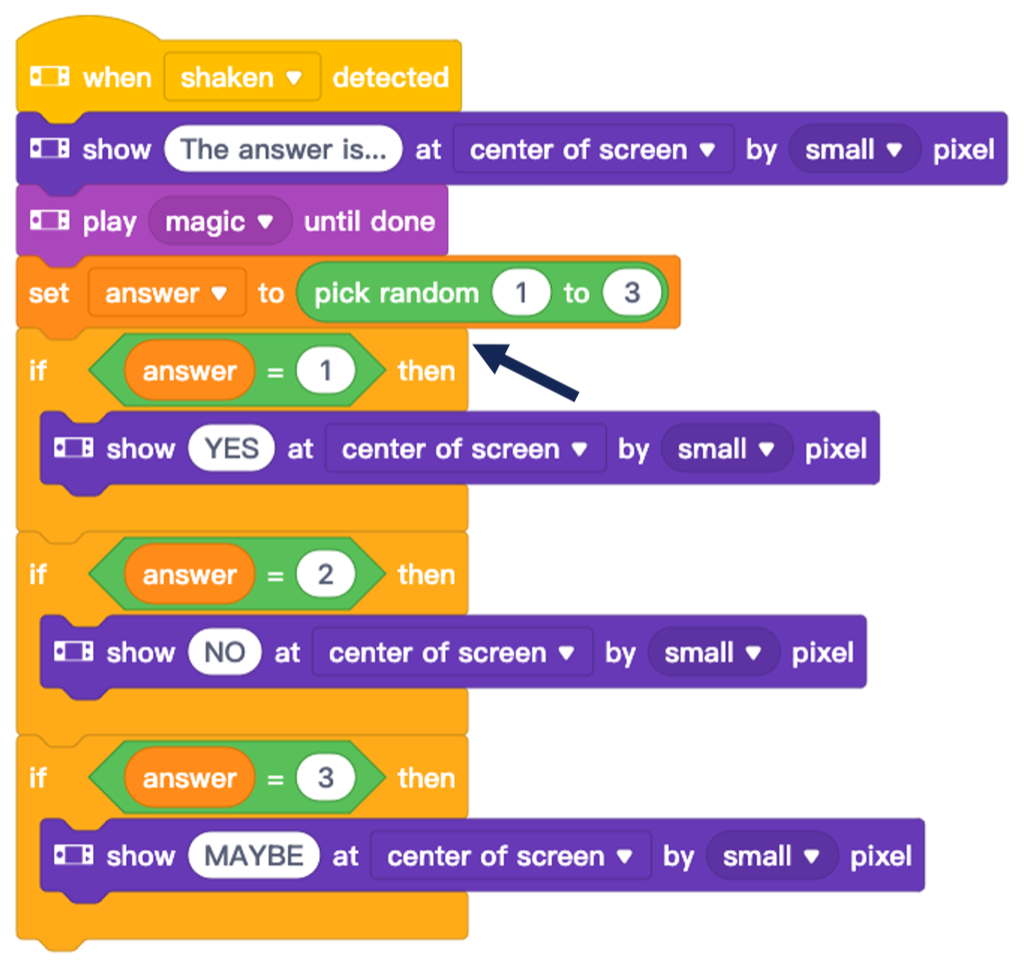 when shaken detected
show The answer is... at center of screen by small pixel
play magic until done
set answer to pick random 1 to 3
if answer = 1 then
show YES at center of screen by small pixel
if answer = 2 then
show NO at center of screen by small pixel
if answer = 3 then
show MAYBE at center of screen by small pixel